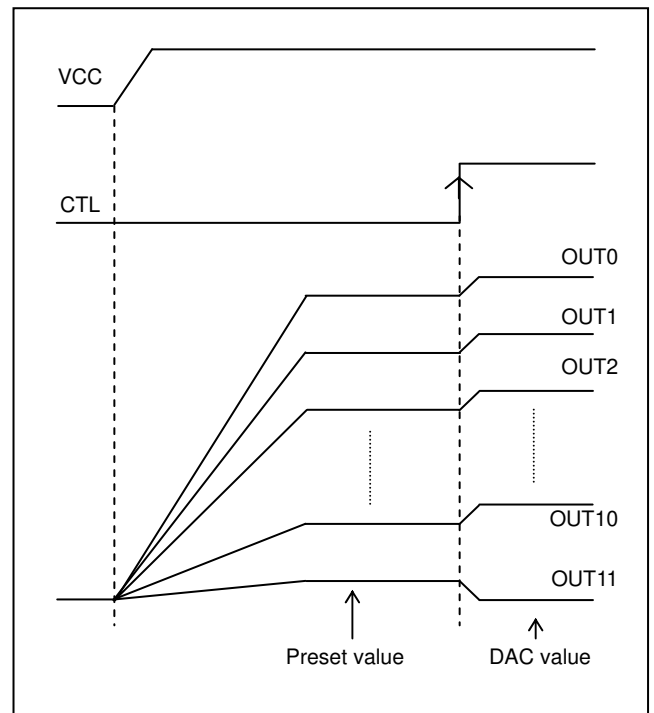 VCC
CTL
OUT0
OUT1
OUT2
OUT10
OUT11
Preset value
DAC value